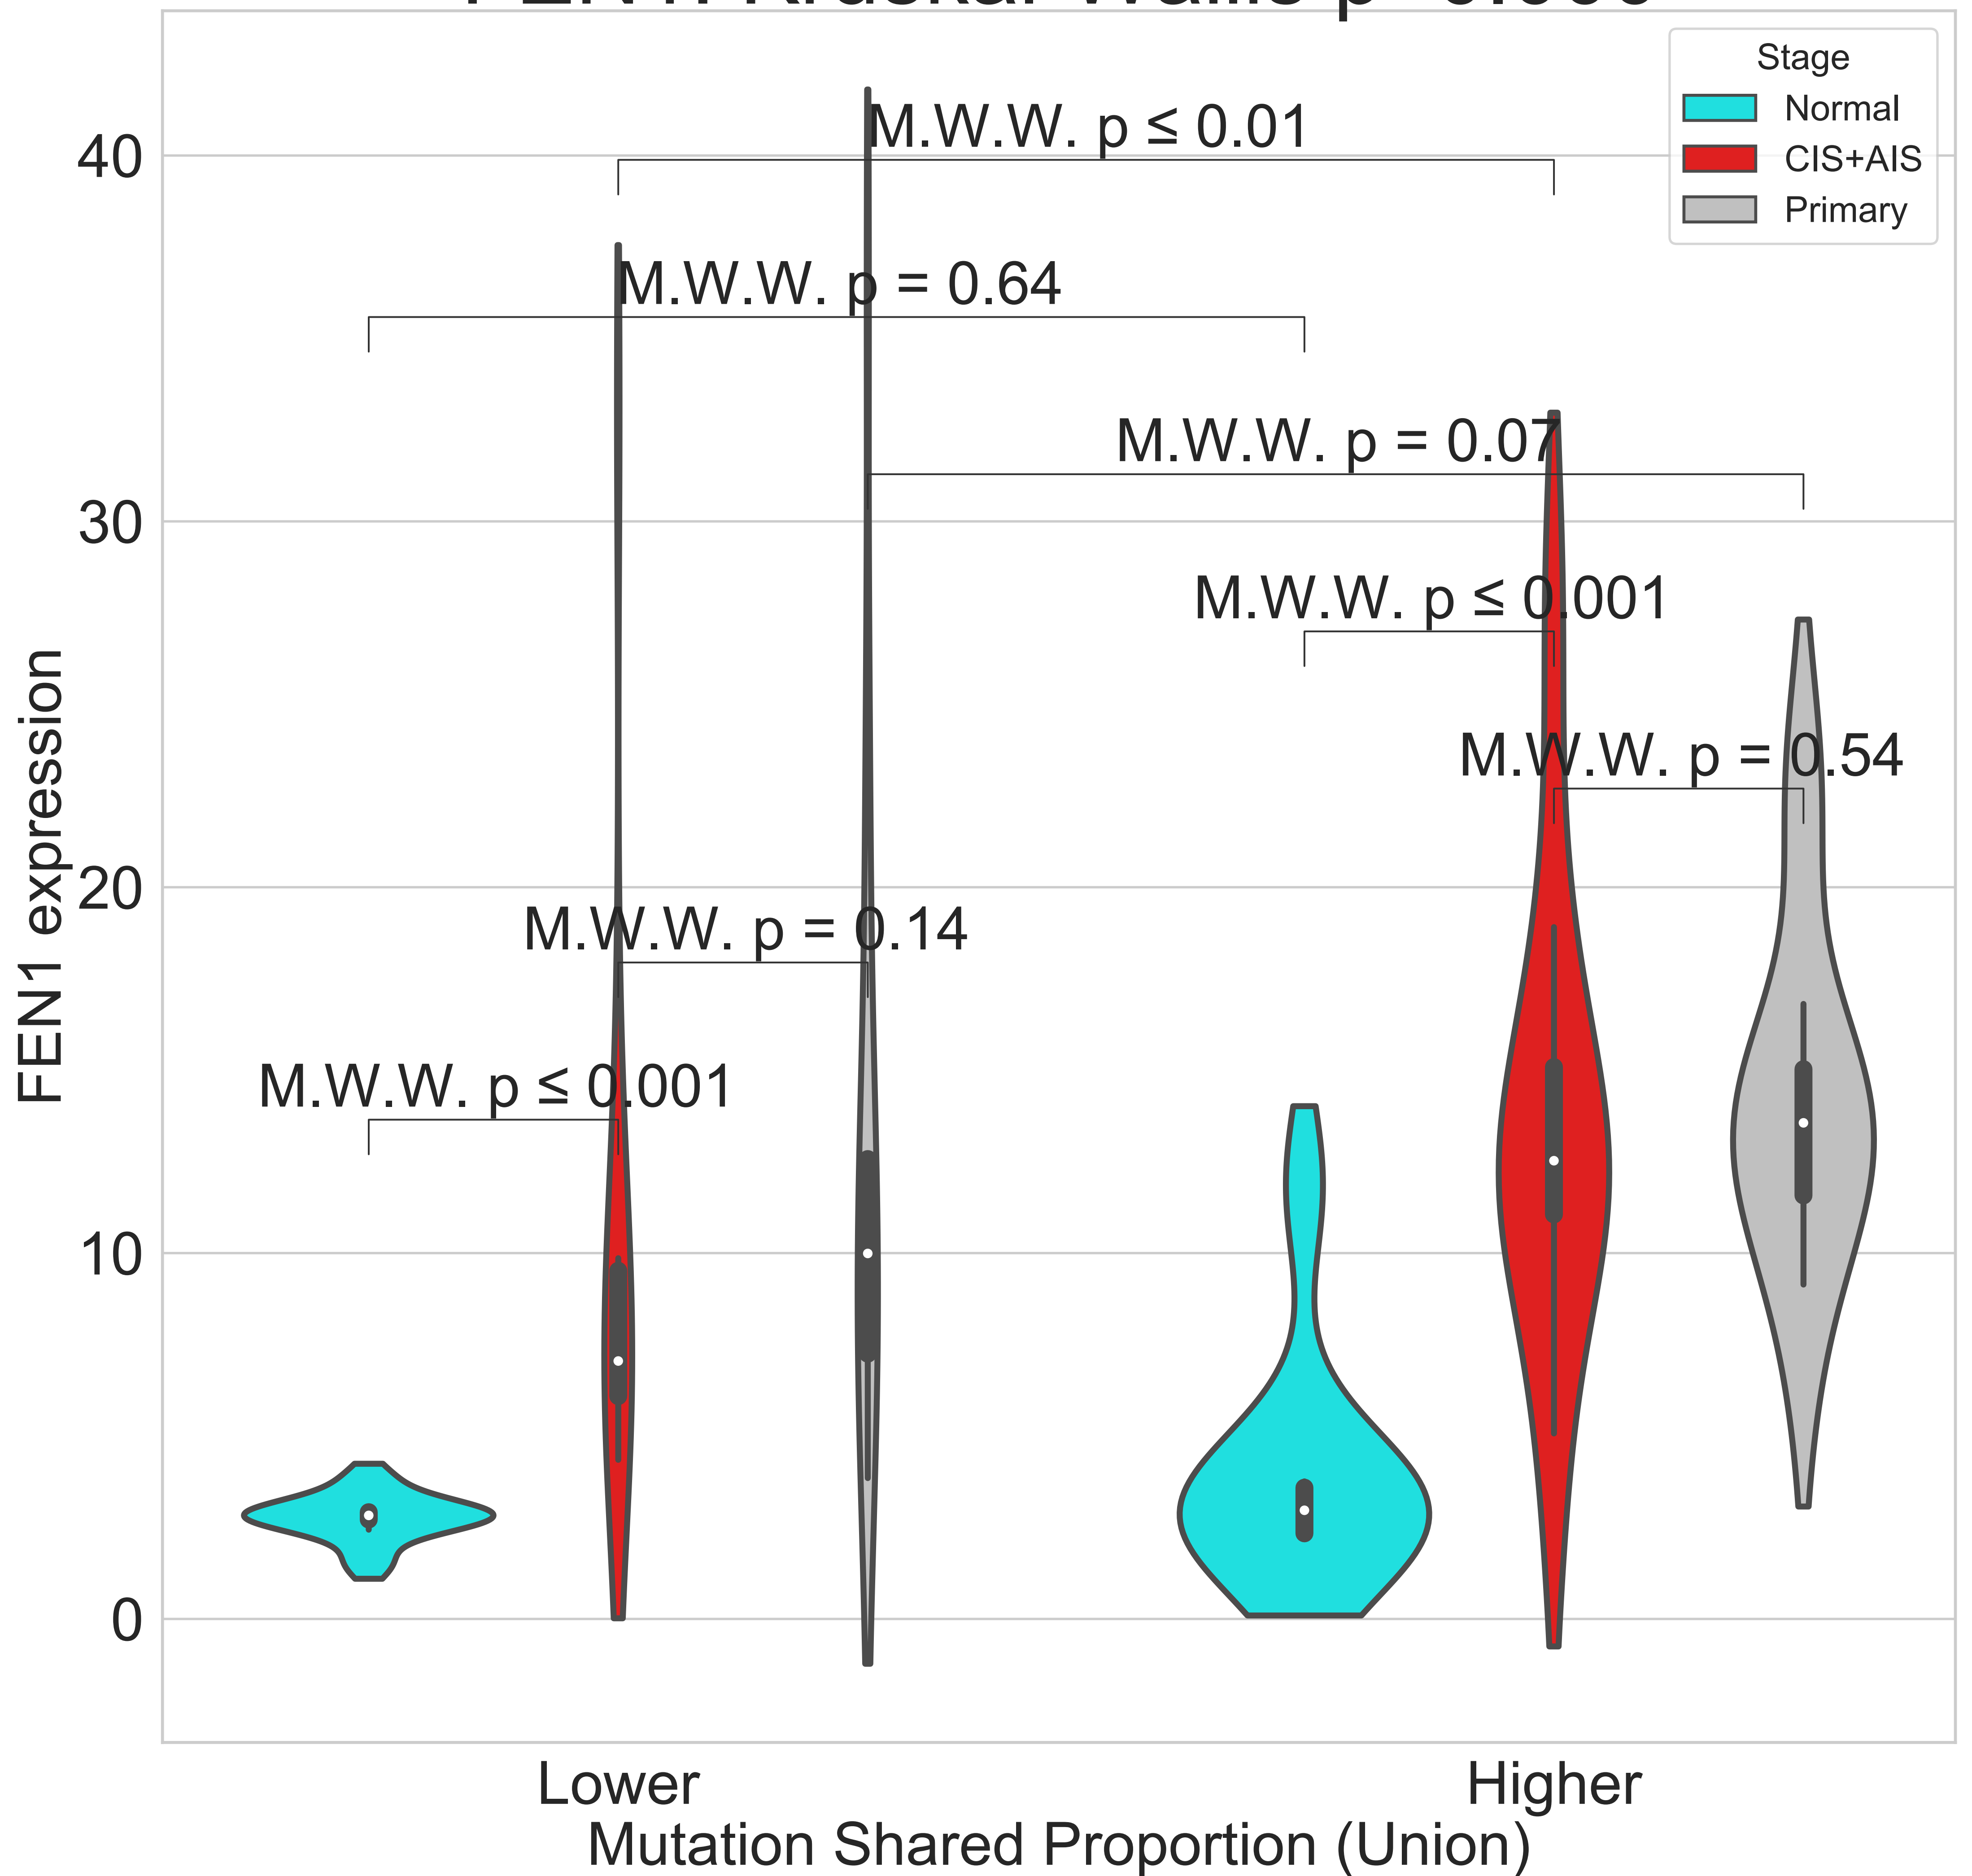 Stage
Normal
CIS+AIS
Primary
M.W.W. p ≤ 0.01
M.W.W. p = 0.64
M.W.W. p = 0.07
M.W.W. p ≤ 0.001
M.W.W. p = 0.54
M.W.W. p = 0.14
M.W.W. p ≤ 0.001
40
30
20
10
0
FEN1 expression
Lower
Higher
Mutation Shared Proportion (Union)